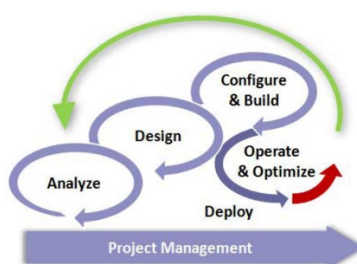 Configure
& Build
Design
Operate
& Optimize
Analyze
Deploy
Project Management